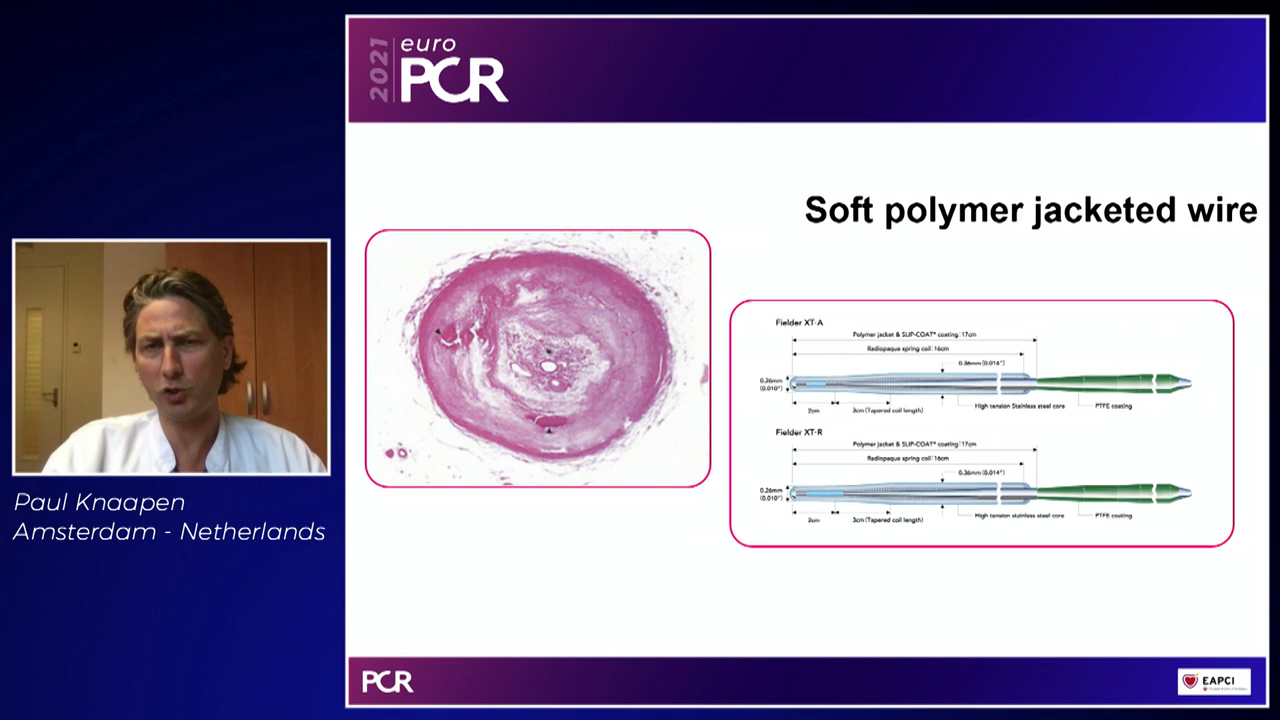 2021
euro
PCR
Soft polymer jacketed wire
Fielder XT-A
Polymer jacket & SLIP-COAT® coating : 17cm
Radiopaque spring coil : 16cm
0.36mm (0.014")
0.26mm
(0.010")
2cm
3cm (Tapered coil length)
High tension Stainless steel core
PTFE coating
Fielder XT-R
Polymer jacket & SLIP-COAT® coating : 17cm
Radiopaque spring coil : 16cm
0.36mm (0.014")
0.26mm
(0.010")
2cm
3cm (Tapered coil length)
High tension stainless steel core
PTFE coating
Paul Knaapen
Amsterdam - Netherlands
PCR
EAPCI